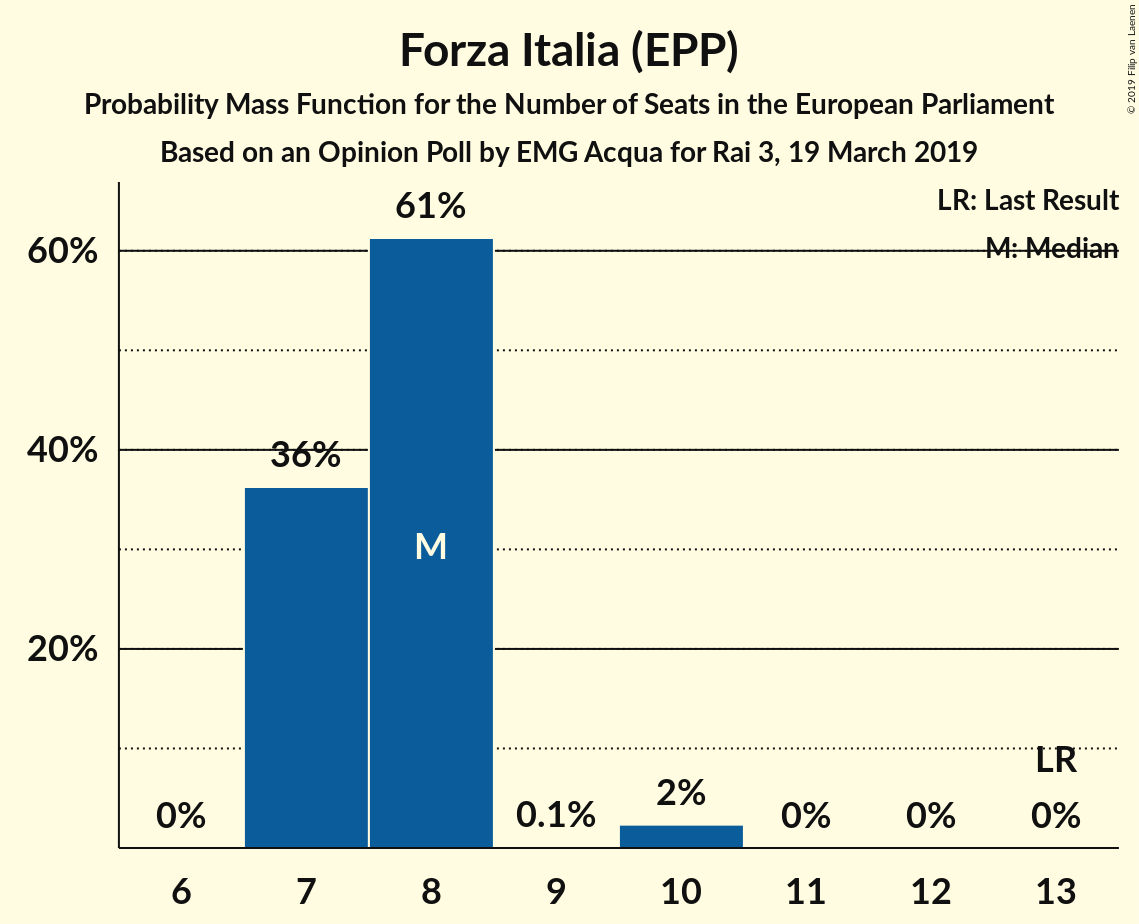 Forza Italia (EPP)
Probability Mass Function for the Number of Seats in the European Parliament
Based on an Opinion Poll by EMG Acqua for Rai 3, 19 March 2019
© 2019 Filip van Laenen
LR: Last Result
M: Median
60%
40%
20%
0%
36%
61%
M
0.1%
2%
0%
0%
LR
0%
6 7 8 9 10 11 12 13